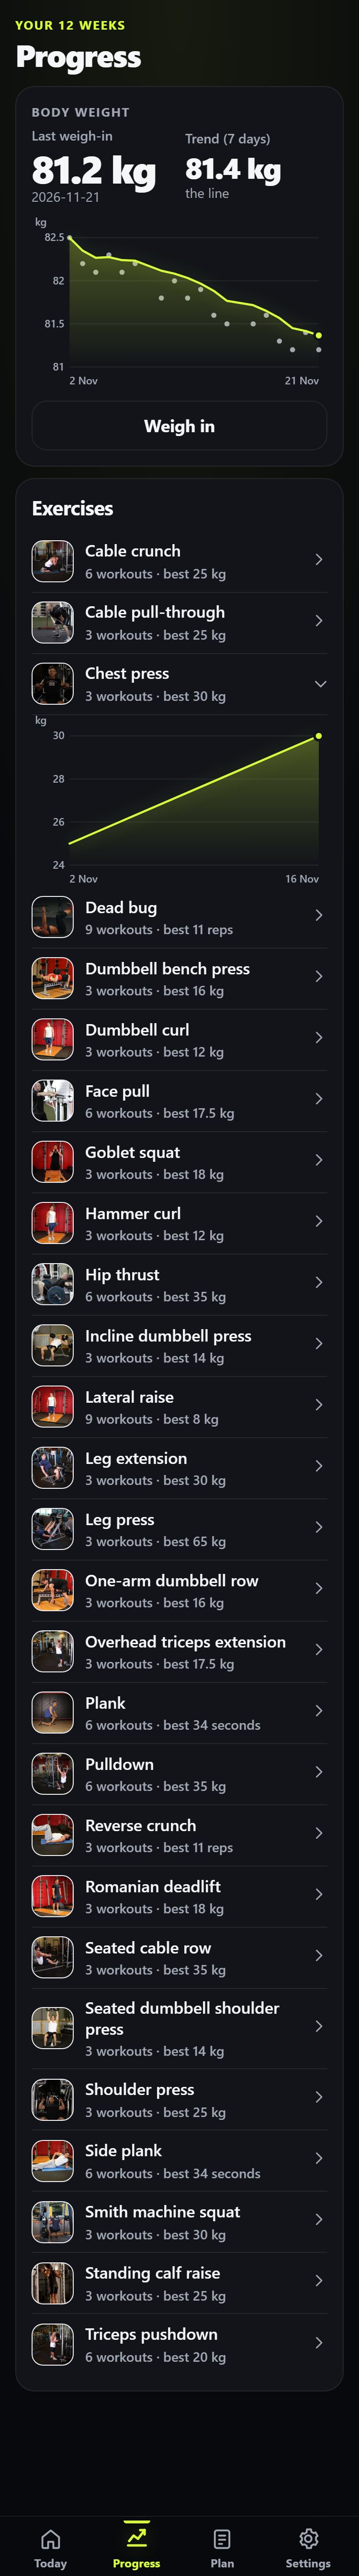 YOUR 12 WEEKS
Progress
BODY WEIGHT
Last weigh-in
81.2 kg
2026-11-21
Trend (7 days)
81.4 kg
the line
kg
82.5
82
81.5
81
2 Nov
21 Nov
Weigh in
Exercises
Cable crunch
6 workouts · best 25 kg
Cable pull-through
3 workouts · best 25 kg
Chest press
3 workouts · best 30 kg
kg
30
28
26
24
2 Nov
16 Nov
Dead bug
9 workouts · best 11 reps
Dumbbell bench press
3 workouts · best 16 kg
Dumbbell curl
3 workouts · best 12 kg
Face pull
6 workouts · best 17.5 kg
Goblet squat
3 workouts · best 18 kg
Hammer curl
3 workouts · best 12 kg
Hip thrust
6 workouts · best 35 kg
Incline dumbbell press
3 workouts · best 14 kg
Lateral raise
9 workouts · best 8 kg
Leg extension
3 workouts · best 30 kg
Leg press
3 workouts · best 65 kg
One-arm dumbbell row
3 workouts · best 16 kg
Overhead triceps extension
3 workouts · best 17.5 kg
Plank
6 workouts · best 34 seconds
Pulldown
6 workouts · best 35 kg
Reverse crunch
3 workouts · best 11 reps
Romanian deadlift
3 workouts · best 18 kg
Seated cable row
3 workouts · best 35 kg
Seated dumbbell shoulder
press
3 workouts · best 14 kg
Shoulder press
3 workouts · best 25 kg
Side plank
6 workouts · best 34 seconds
Smith machine squat
3 workouts · best 30 kg
Standing calf raise
3 workouts · best 25 kg
Triceps pushdown
6 workouts · best 20 kg
Today
Progress
Plan
Settings